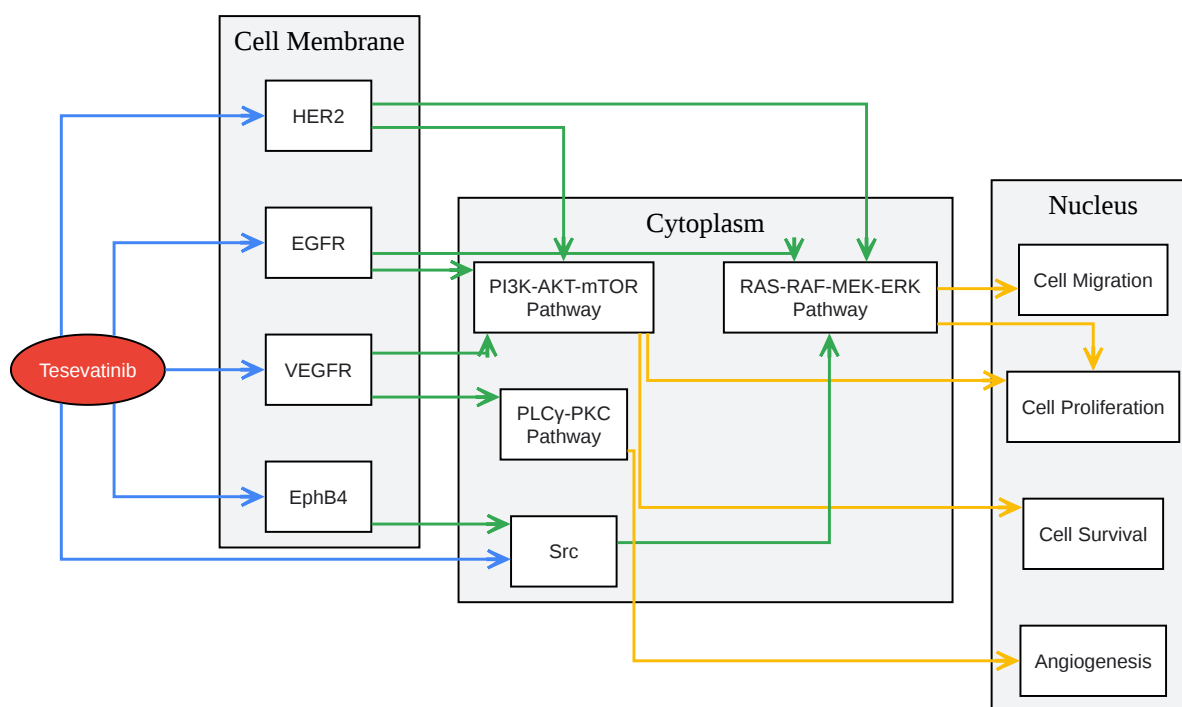 Cell Membrane
HER2
EGFR
VEGFR
EphB4
Tesevatinib
Cytoplasm
PI3K-AKT-mTOR
Pathway
RAS-RAF-MEK-ERK
Pathway
PLCγ-PKC
Pathway
Src
Nucleus
Cell Migration
Cell Proliferation
Cell Survival
Angiogenesis